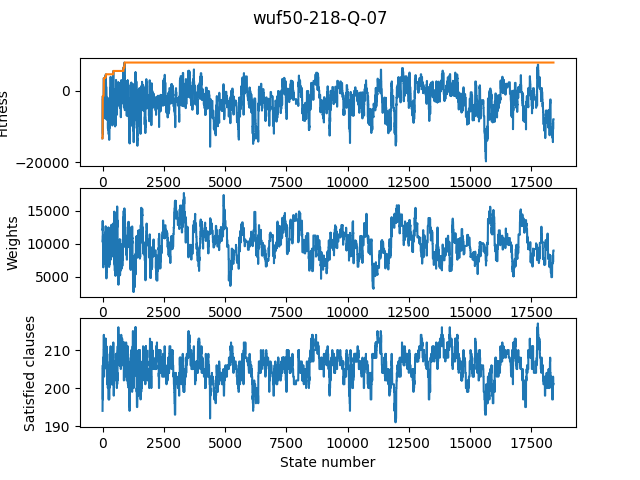 wuf50-218-Q-07
Fitness
0
−20000
0 2500 5000 7500 10000 12500 15000 17500
Weights
15000
10000
5000
0 2500 5000 7500 10000 12500 15000 17500
Satisfied clauses
210
200
190
0 2500 5000 7500 10000 12500 15000 17500
State number